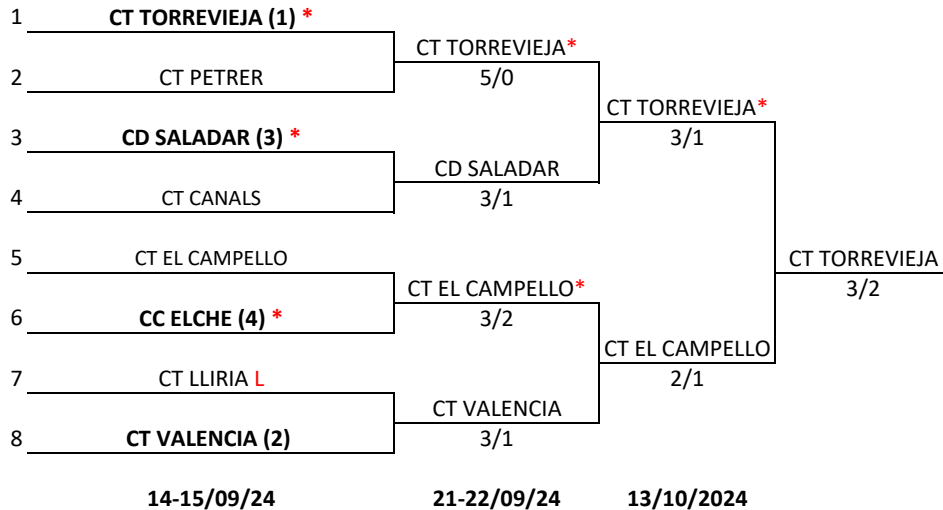 1 CT TORREVIEJA (1) *
CT TORREVIEJA*
2 CT PETRER
5/0
CT TORREVIEJA*
3 CD SALADAR (3) *
3/1
CD SALADAR
4 CT CANALS
3/1
5 CT EL CAMPELLO
CT TORREVIEJA
CT EL CAMPELLO*
3/2
6 CC ELCHE (4) *
3/2
CT EL CAMPELLO
7 CT LLIRIA L
2/1
CT VALENCIA
8 CT VALENCIA (2)
3/1
14-15/09/24 21-22/09/24 13/10/2024